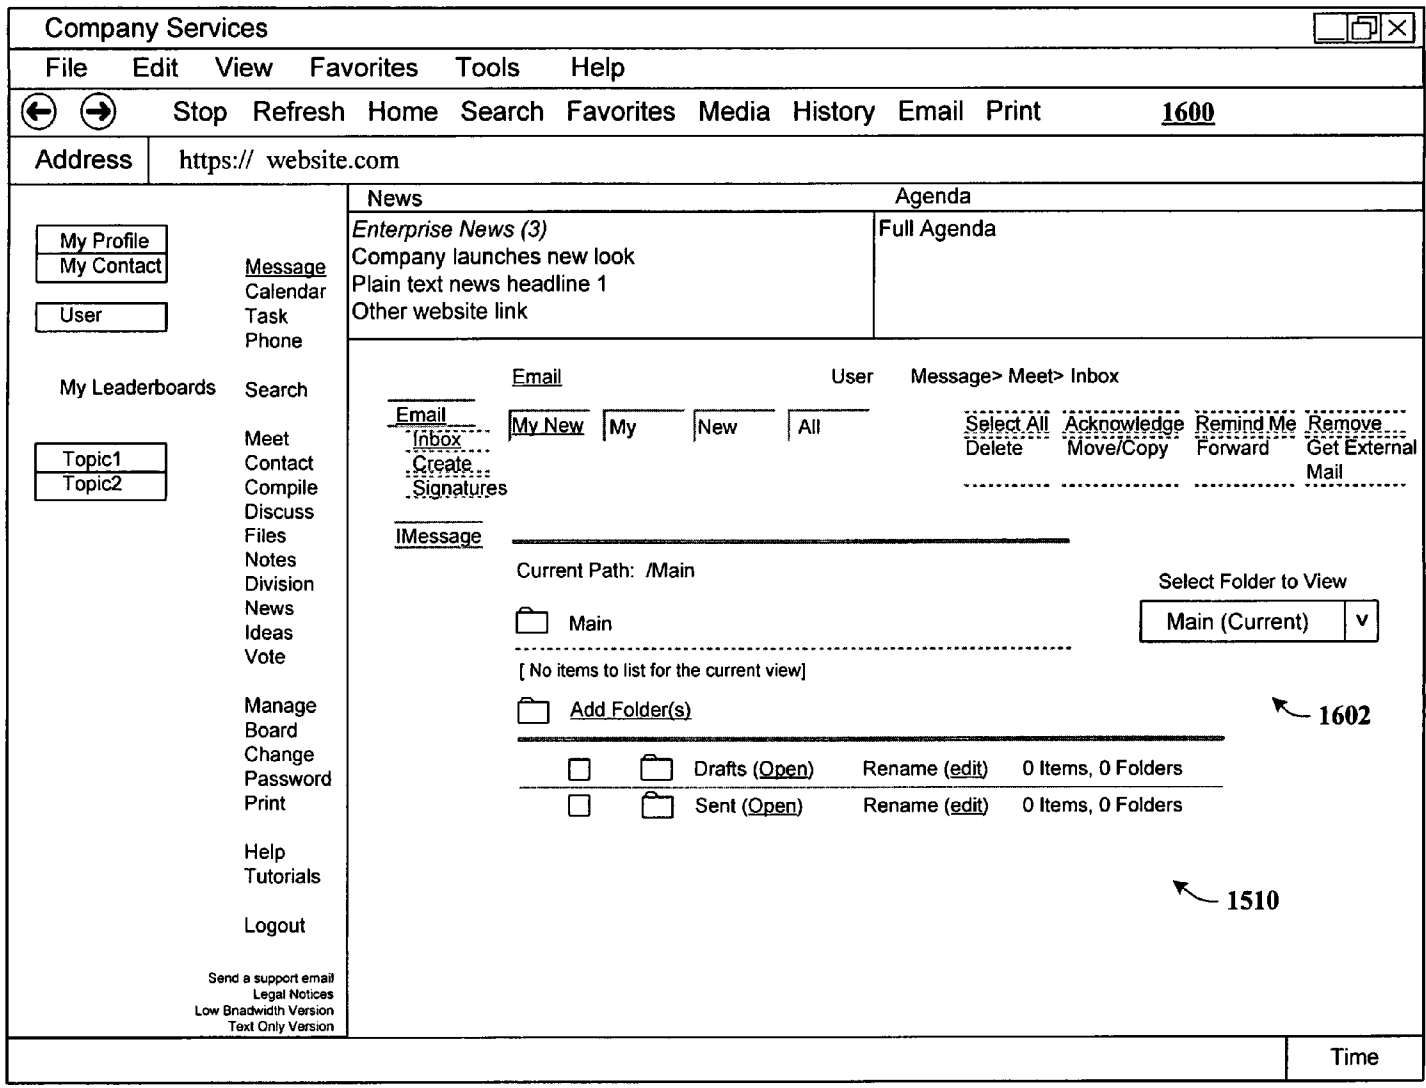 Company Services
File Edit View Favorites Tools Help
Stop Refresh Home Search Favorites Media History Email Print 1600
Address https:// website.com
My Profile
My Contact
User
My Leaderboards
Topic1
Topic2
Message
Calendar
Task
Phone
Search
Meet
Contact
Compile
Discuss
Files
Notes
Division
News
Ideas
Vote
Manage
Board
Change
Password
Print
Help
Tutorials
Logout
Send a support email
Legal Notices
Low Bnadwidth Version
Text Only Version
News Agenda
Enterprise News (3)
Company launches new look
Plain text news headline 1
Other website link
Full Agenda
Email User Message> Meet> Inbox
Email
Inbox
Create
Signatures
IMessage
My New My New All
Select All Acknowledge Remind Me Remove
Delete Move/Copy Forward Get External
Mail
Current Path: /Main
Select Folder to View
Main (Current) v
Main
[ No items to list for the current view]
Add Folder(s)
1602
Drafts (Open) Rename (edit) 0 Items, 0 Folders
Sent (Open) Rename (edit) 0 Items, 0 Folders
1510
Time